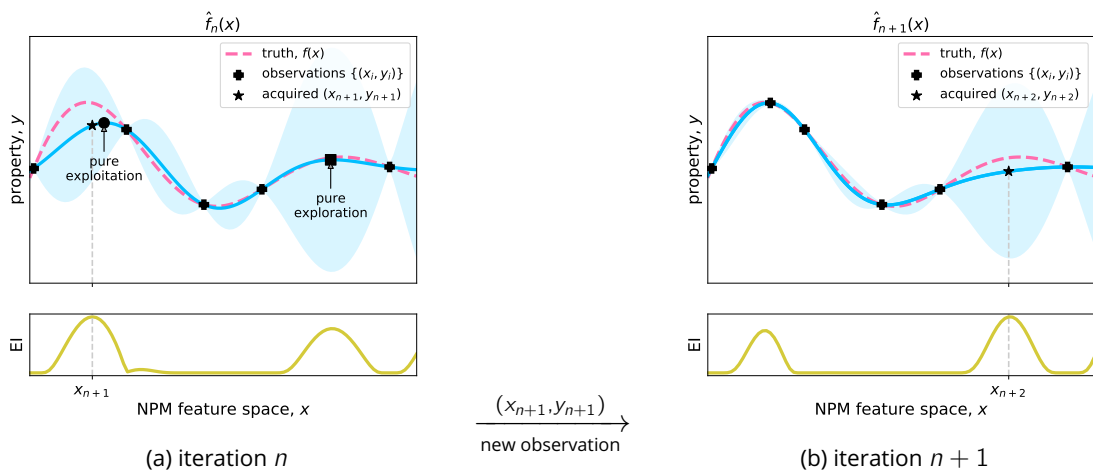 f̂ₙ(x)
truth, f(x)
observations {(xᵢ, yᵢ)}
acquired (xₙ₊₁, yₙ₊₁)
property, y
pure
exploitation
pure
exploration
EI
xₙ₊₁
NPM feature space, x
(a) iteration n
(xₙ₊₁, yₙ₊₁)
new observation
f̂ₙ₊₁(x)
truth, f(x)
observations {(xᵢ, yᵢ)}
acquired (xₙ₊₂, yₙ₊₂)
property, y
EI
xₙ₊₂
NPM feature space, x
(b) iteration n + 1